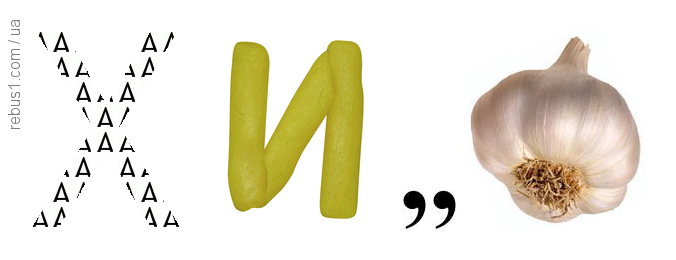 rebus1.com/ua
Х И ,,